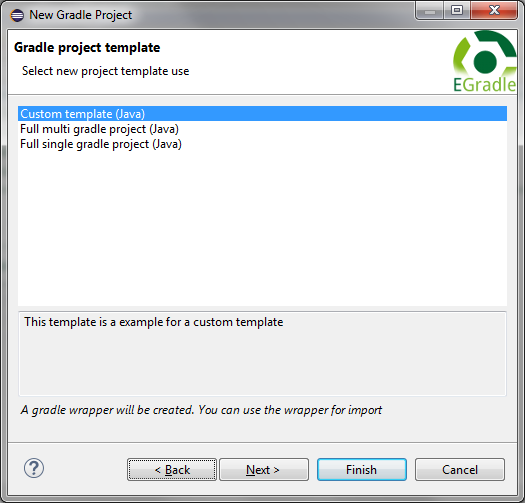 New Gradle Project
Gradle project template
Select new project template use
EGradle
Custom template (Java)
Full multi gradle project (Java)
Full single gradle project (Java)
This template is a example for a custom template
A gradle wrapper will be created. You can use the wrapper for import
?
< Back
Next >
Finish
Cancel